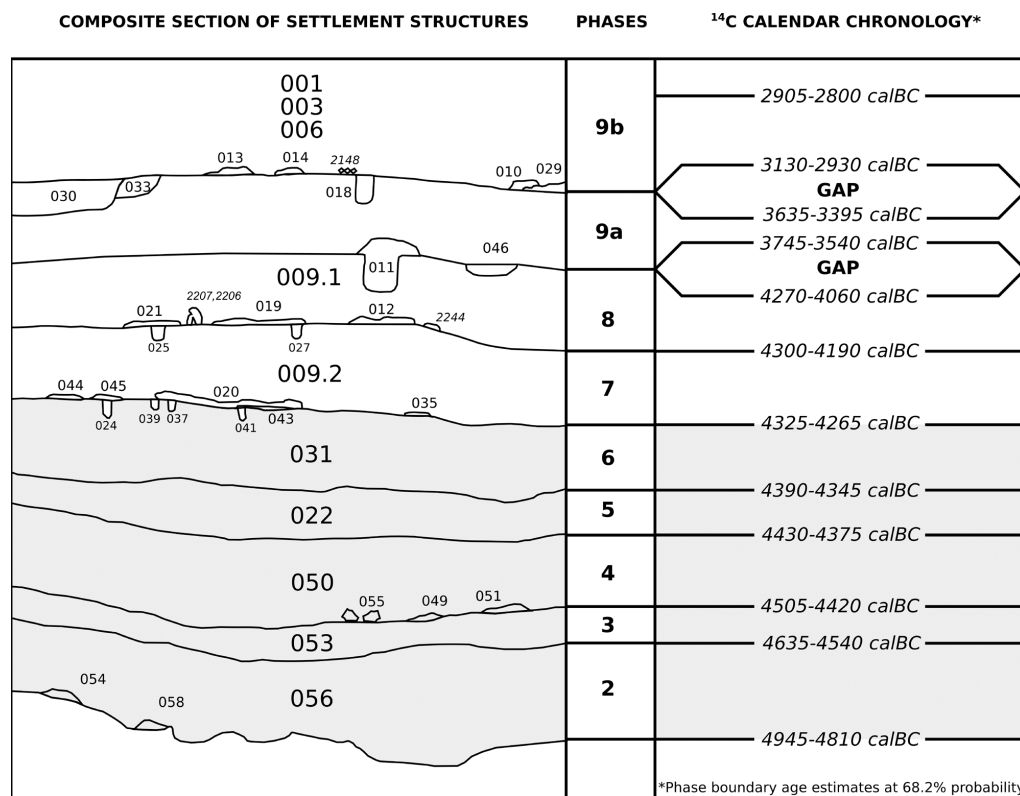 COMPOSITE SECTION OF SETTLEMENT STRUCTURES
PHASES
¹⁴C CALENDAR CHRONOLOGY*
001
003
006
013
014
2148
010
029
030
033
018
9b
2905-2800 calBC
3130-2930 calBC
GAP
3635-3395 calBC
011
046
9a
3745-3540 calBC
GAP
4270-4060 calBC
009.1
2207,2206
021
019
012
2244
025
027
8
4300-4190 calBC
009.2
044
045
020
035
024
039
037
041
043
7
4325-4265 calBC
031
6
4390-4345 calBC
022
5
4430-4375 calBC
050
055
049
051
4
4505-4420 calBC
053
3
4635-4540 calBC
054
058
056
2
4945-4810 calBC
*Phase boundary age estimates at 68.2% probability